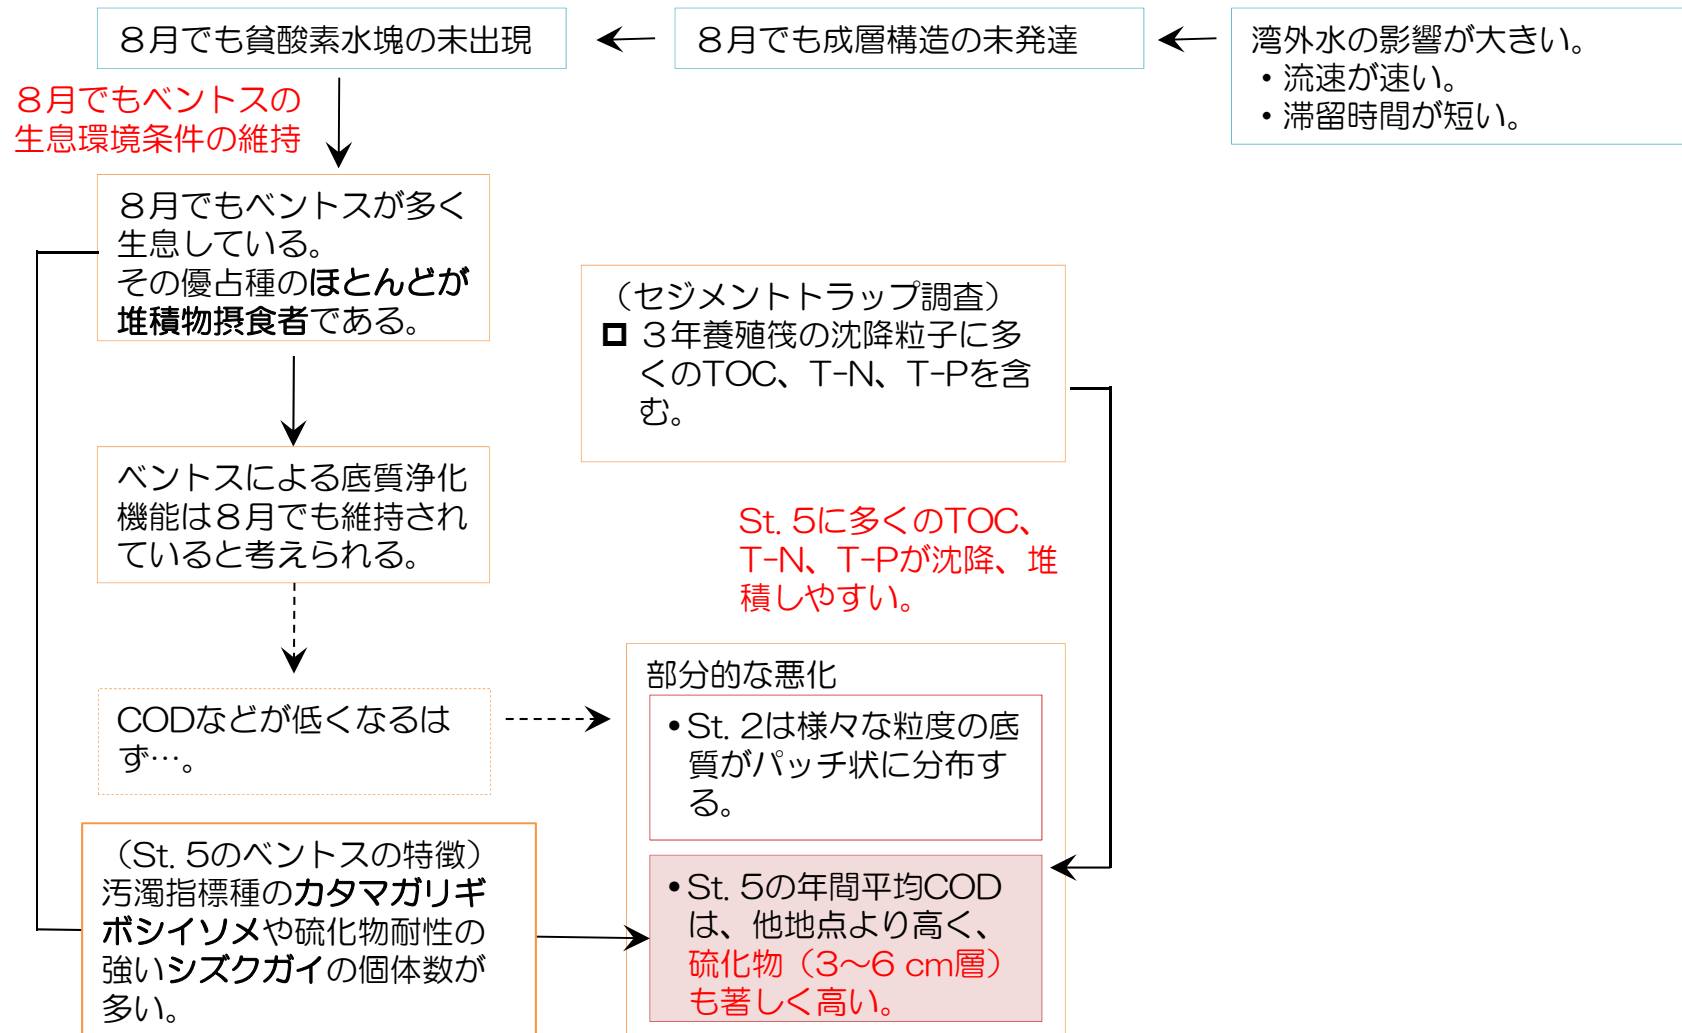 ８月でも貧酸素水塊の未出現
８月でも成層構造の未発達
湾外水の影響が大きい。
・流速が速い。
・滞留時間が短い。
８月でもベントスの
生息環境条件の維持
８月でもベントスが多く
生息している。
その優占種のほとんどが
堆積物摂食者である。
（セジメントトラップ調査）
３年養殖筏の沈降粒子に多
くのTOC、T-N、T-Pを含
む。
ベントスによる底質浄化
機能は８月でも維持され
ていると考えられる。
St. 5に多くのTOC、
T-N、T-Pが沈降、堆
積しやすい。
CODなどが低くなるは
ず…。
部分的な悪化
•St. 2は様々な粒度の底
質がパッチ状に分布す
る。
（St. 5のベントスの特徴）
汚濁指標種のカタマガリギ
ボシイソメや硫化物耐性の
強いシズクガイの個体数が
多い。
•St. 5の年間平均COD
は、他地点より高く、
硫化物（3～6 cm層）
も著しく高い。